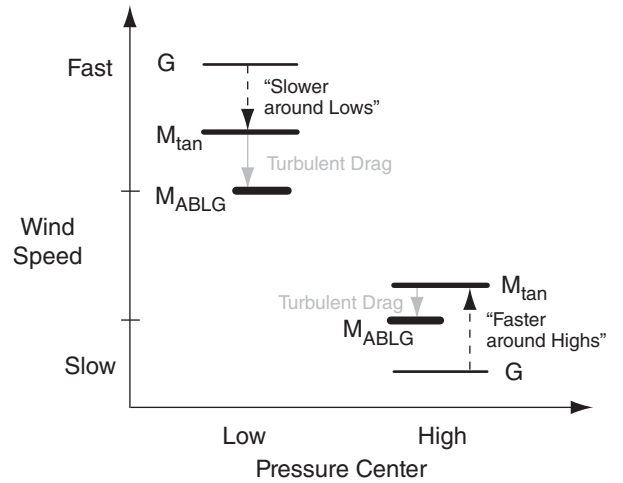 Fast
G
“Slower
around Lows”
Mtan
Turbulent Drag
MABLG
Wind
Speed
Mtan
Turbulent Drag
MABLG
“Faster
around Highs”
Slow
G
Low
High
Pressure Center